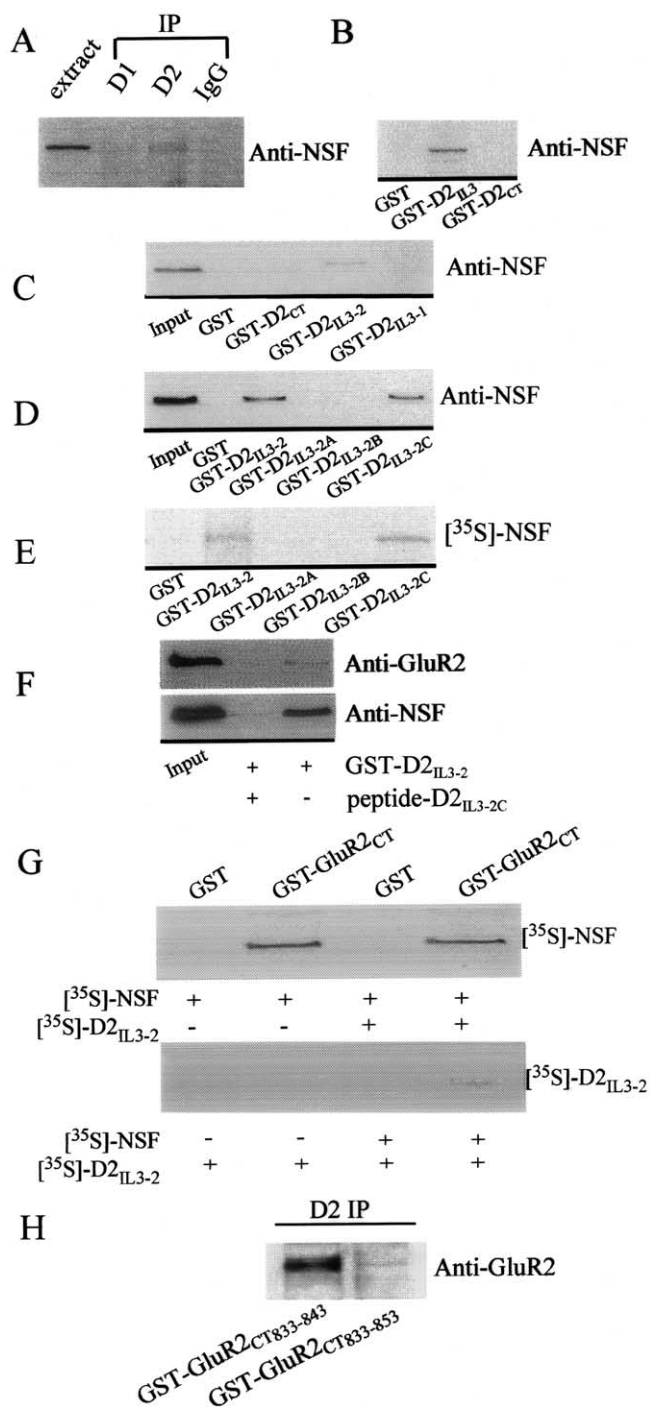 A
IP
extract
D1
D2
IgG
Anti-NSF
B
Anti-NSF
GST
GST-D2IL3
GST-D2CT
C
Anti-NSF
Input
GST
GST-D2CT
GST-D2IL3-2
GST-D2IL3-1
D
Anti-NSF
Input
GST
GST-D2IL3-2
GST-D2IL3-2A
GST-D2IL3-2B
GST-D2IL3-2C
E
[35S]-NSF
GST
GST-D2IL3-2
GST-D2IL3-2A
GST-D2IL3-2B
GST-D2IL3-2C
F
Anti-GluR2
Anti-NSF
Input
+ + GST-D2IL3-2
+ - peptide-D2IL3-2C
G
GST
GST-GluR2CT
GST
GST-GluR2CT
[35S]-NSF
[35S]-NSF + + + +
[35S]-D2IL3-2 - - + +
[35S]-D2IL3-2
[35S]-NSF - - + +
[35S]-D2IL3-2 + + + +
H
D2 IP
Anti-GluR2
GST-GluR2CT833-843
GST-GluR2CT833-853